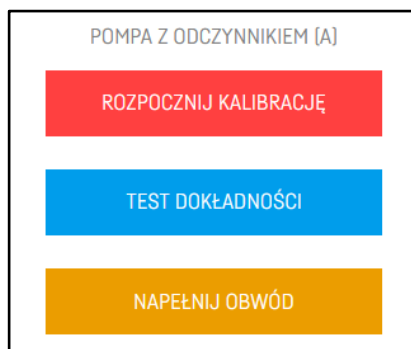 POMPA Z ODCZYNNIKIEM (A)
ROZPOCZNIJ KALIBRACJĘ
TEST DOKŁADNOŚCI
NAPEŁNIJ OBWÓD